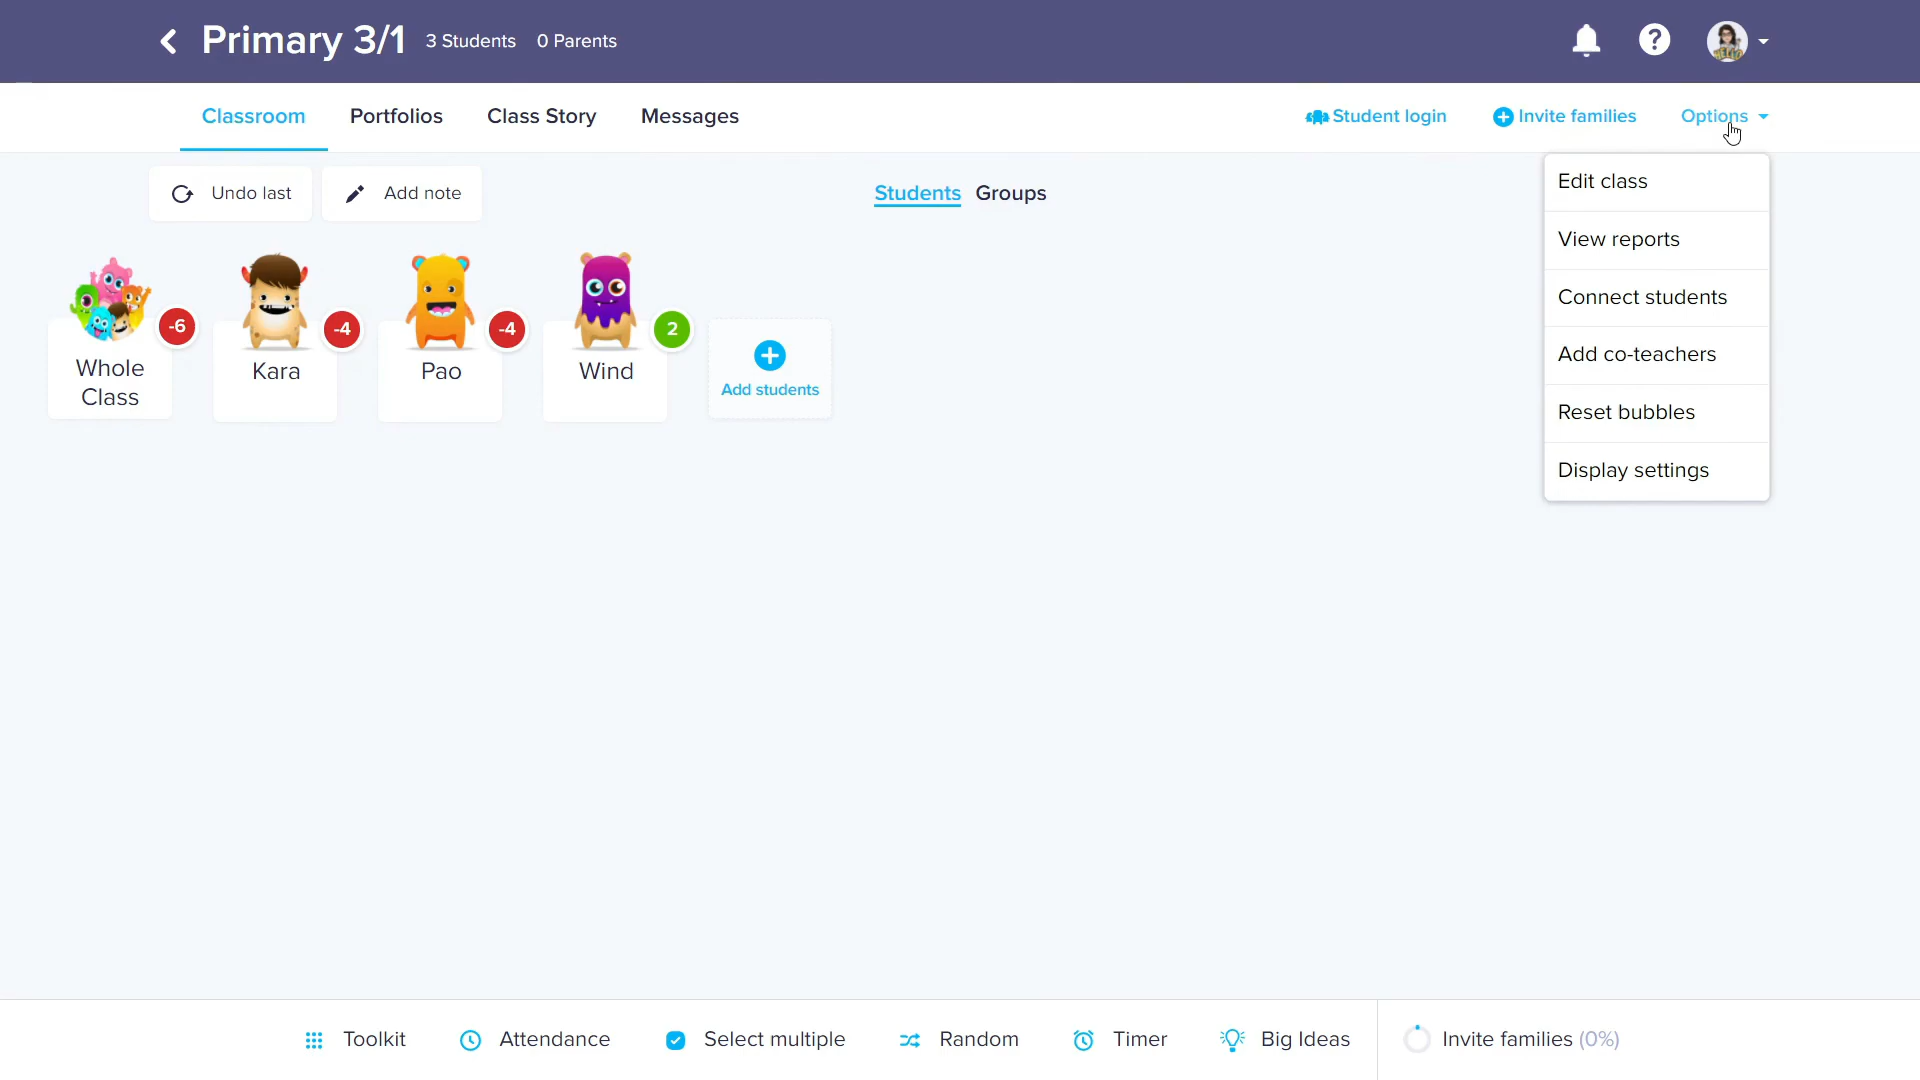 Primary 3/1 3 Students 0 Parents
Classroom Portfolios Class Story Messages Student login Invite families Options
Undo last Add note Students Groups
Edit class
View reports
Connect students
Add co-teachers
Reset bubbles
Display settings
-6 -4 -4 2
Whole
Class
Kara
Pao
Wind
Add students
Toolkit Attendance Select multiple Random Timer Big Ideas Invite families (0%)